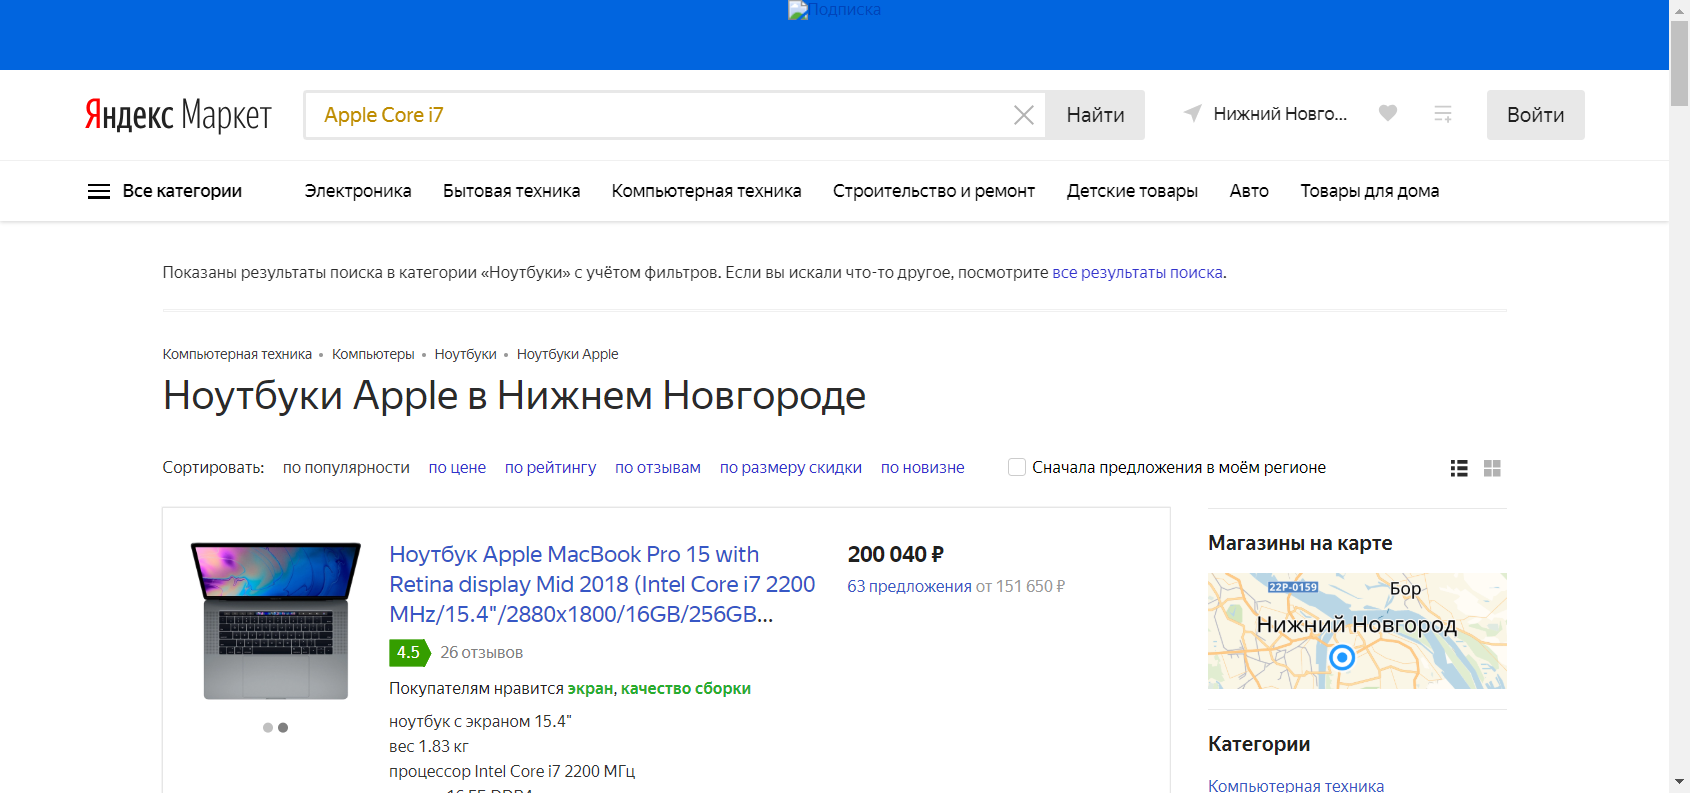 Подписка
Яндекс Маркет
Apple Core i7
Найти
Нижний Новго...
Войти
Все категории
Электроника
Бытовая техника
Компьютерная техника
Строительство и ремонт
Детские товары
Авто
Товары для дома
Показаны результаты поиска в категории «Ноутбуки» с учётом фильтров. Если вы искали что-то другое, посмотрите все результаты поиска.
Компьютерная техника • Компьютеры • Ноутбуки • Ноутбуки Apple
Ноутбуки Apple в Нижнем Новгороде
Сортировать: по популярности по цене по рейтингу по отзывам по размеру скидки по новизне
Сначала предложения в моём регионе
Ноутбук Apple MacBook Pro 15 with
Retina display Mid 2018 (Intel Core i7 2200
MHz/15.4"/2880x1800/16GB/256GB...
4.5 26 отзывов
Покупателям нравится экран, качество сборки
ноутбук с экраном 15.4"
вес 1.83 кг
процессор Intel Core i7 2200 МГц
200 040 ₽
63 предложения от 151 650 ₽
Магазины на карте
22Р-0159
Бор
Нижний Новгород
Категории
Компьютерная техника